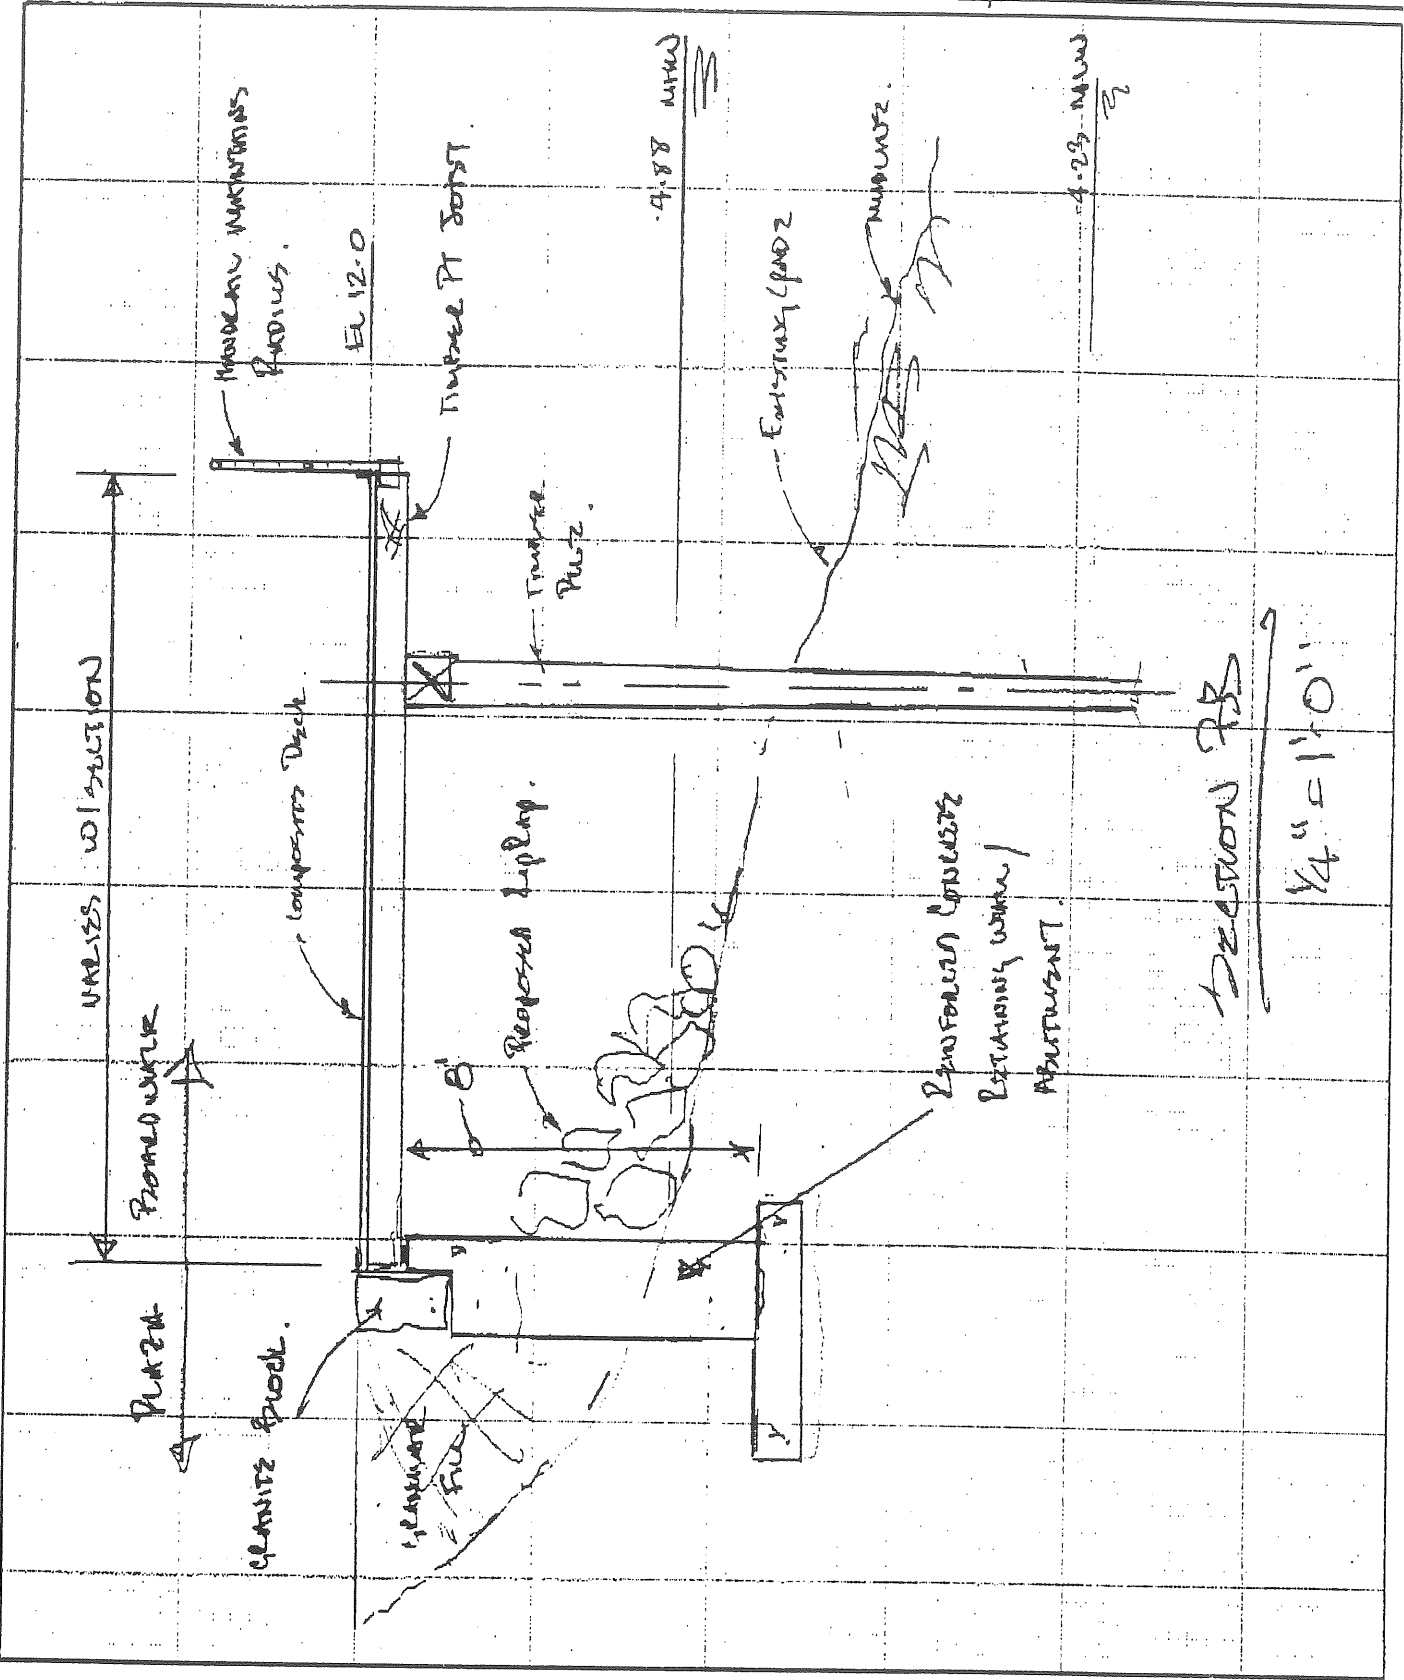 VARIES W/SECTION
PLAZA
BOARDWALK
GRANITE BLOCK.
COMPOSITE DECK.
HANDRAIL MAINTAINS
RADIUS.
EL 12.0
TIMBER PT JOIST.
GRANULAR
FILL
8'
PROPOSED RIPRAP.
TIMBER
PILE.
4.88 MHW
EXISTING GRADE
MUDLINE.
-4.23 MLW
REINFORCED CONCRETE
RETAINING WALL/
ABUTMENT.
SECTION
1/4" = 1'-0"